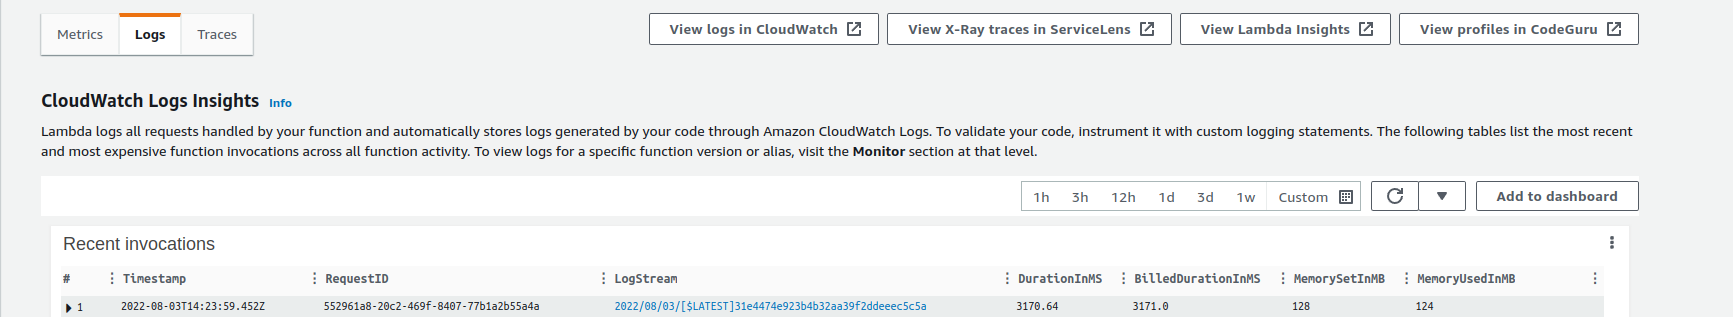 Metrics Logs Traces View logs in CloudWatch View X-Ray traces in ServiceLens View Lambda Insights View profiles in CodeGuru
CloudWatch Logs Insights Info
Lambda logs all requests handled by your function and automatically stores logs generated by your code through Amazon CloudWatch Logs. To validate your code, instrument it with custom logging statements. The following tables list the most recent
and most expensive function invocations across all function activity. To view logs for a specific function version or alias, visit the Monitor section at that level.
1h 3h 12h 1d 3d 1w Custom Add to dashboard
Recent invocations
# Timestamp RequestID LogStream DurationInMS BilledDurationInMS MemorySetInMB MemoryUsedInMB
1 2022-08-03T14:23:59.452Z 552961a8-20c2-469f-8407-77b1a2b55a4a 2022/08/03/[$LATEST]31e4474e923b4b32aa39f2ddeeec5c5a 3170.64 3171.0 128 124